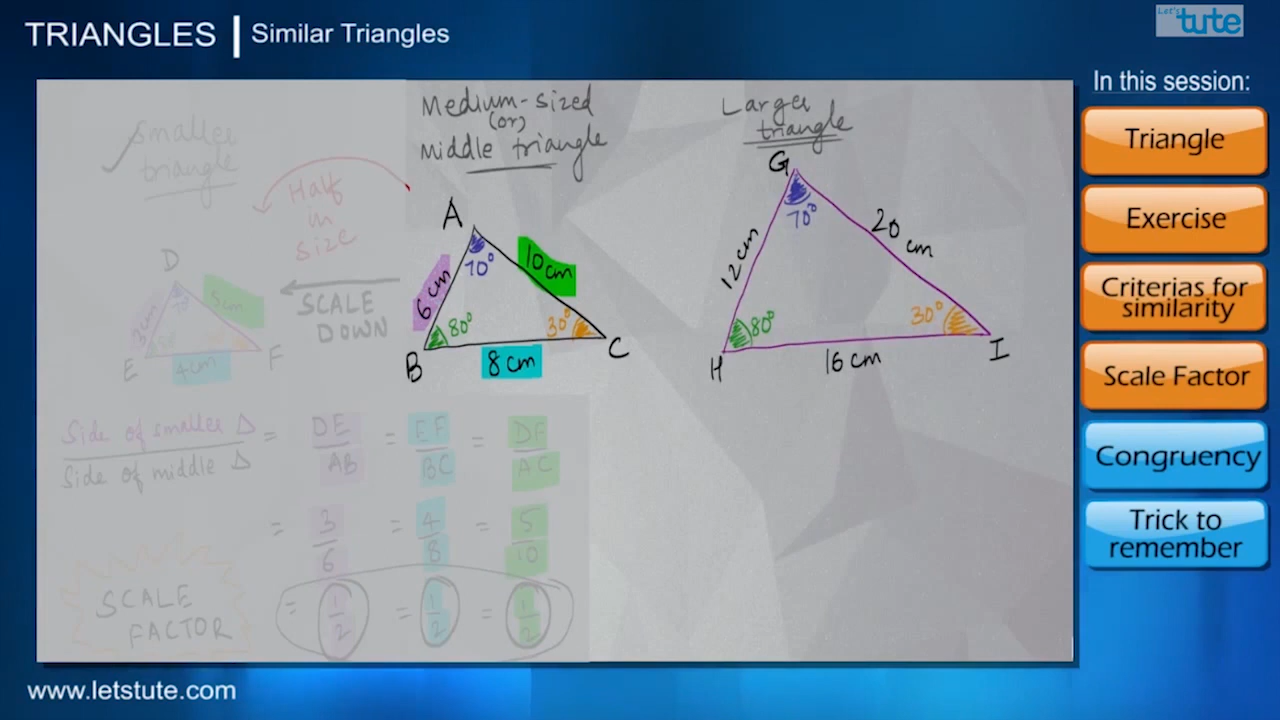 TRIANGLES | Similar Triangles
Let's
tute
In this session:
Triangle
Exercise
Criterias for
similarity
Scale Factor
Congruency
Trick to
remember
Smaller
triangle
Half
in
size
SCALE
DOWN
D
3cm
5cm
E
4cm
F
Medium-sized
(or)
Middle triangle
A
70°
6 cm
10 cm
80°
30°
B
8 cm
C
Larger
triangle
G
70°
12 cm
20 cm
80°
30°
H
16 cm
I
Side of smaller Δ = DE = EF = DF
Side of middle Δ AB BC AC
= 3 = 4 = 5
6 8 10
SCALE
FACTOR
= 1 = 1 = 1
2 2 2
www.letstute.com